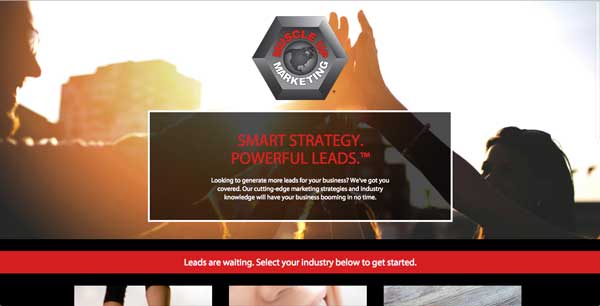 MUSCLE UP
MARKETING
SMART STRATEGY.
POWERFUL LEADS.™
Looking to generate more leads for your business? We've got you
covered. Our cutting-edge marketing strategies and industry
knowledge will have your business booming in no time.
Leads are waiting. Select your industry below to get started.